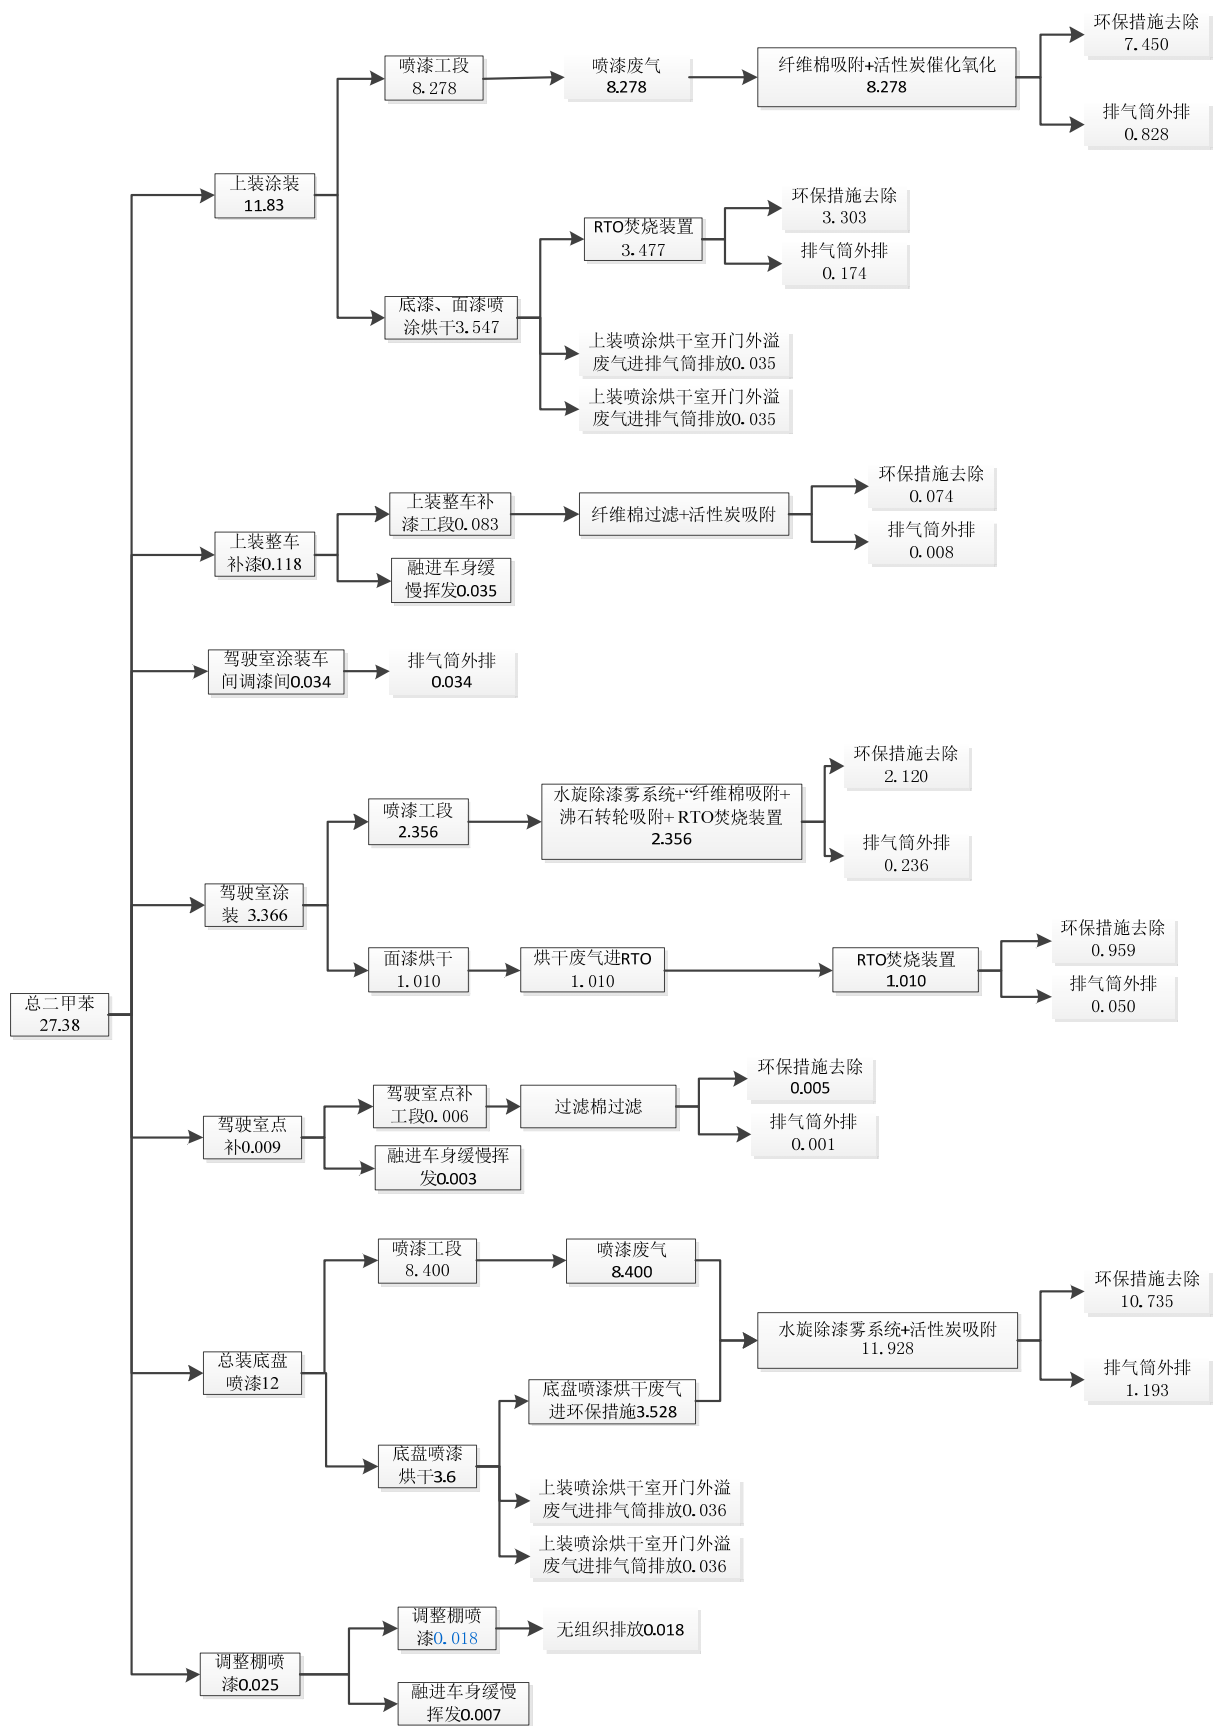 环保措施去除
7.450
喷漆工段
8.278
喷漆废气
8.278
纤维棉吸附+活性炭催化氧化
8.278
排气筒外排
0.828
上装涂装
11.83
环保措施去除
3.303
RTO焚烧装置
3.477
排气筒外排
0.174
底漆、面漆喷
涂烘干3.547
上装喷涂烘干室开门外溢
废气进排气筒排放0.035
上装喷涂烘干室开门外溢
废气进排气筒排放0.035
环保措施去除
0.074
上装整车补
漆工段0.083
纤维棉过滤+活性炭吸附
排气筒外排
0.008
上装整车
补漆0.118
融进车身缓
慢挥发0.035
驾驶室涂装车
间调漆间0.034
排气筒外排
0.034
环保措施去除
2.120
喷漆工段
2.356
水旋除漆雾系统+“纤维棉吸附+
沸石转轮吸附+ RTO焚烧装置
2.356
排气筒外排
0.236
驾驶室涂
装 3.366
环保措施去除
0.959
面漆烘干
1.010
烘干废气进RTO
1.010
RTO焚烧装置
1.010
排气筒外排
0.050
总二甲苯
27.38
环保措施去除
0.005
驾驶室点补
工段0.006
过滤棉过滤
排气筒外排
0.001
驾驶室点
补0.009
融进车身缓慢挥
发0.003
喷漆工段
8.400
喷漆废气
8.400
环保措施去除
10.735
水旋除漆雾系统+活性炭吸附
11.928
总装底盘
喷漆12
排气筒外排
1.193
底盘喷漆烘干废气
进环保措施3.528
底盘喷漆
烘干3.6
上装喷涂烘干室开门外溢
废气进排气筒排放0.036
上装喷涂烘干室开门外溢
废气进排气筒排放0.036
调整棚喷
漆0.018
无组织排放0.018
调整棚喷
漆0.025
融进车身缓慢
挥发0.007